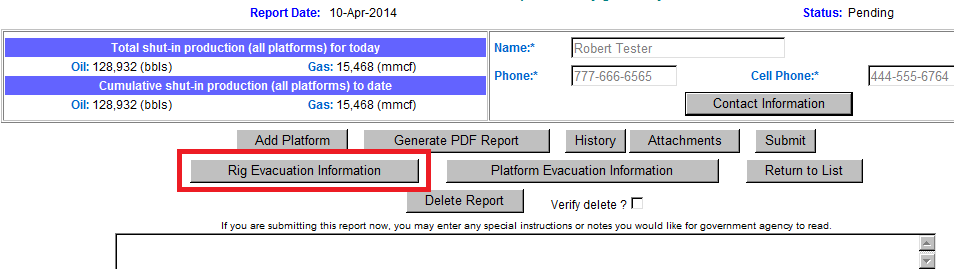 Report Date: 10-Apr-2014 Status: Pending
Total shut-in production (all platforms) for today
Oil: 128,932 (bbls) Gas: 15,468 (mmcf)
Cumulative shut-in production (all platforms) to date
Oil: 128,932 (bbls) Gas: 15,468 (mmcf)
Name:* Robert Tester
Phone:* 777-666-6565 Cell Phone:* 444-555-6764
Contact Information
Add Platform Generate PDF Report History Attachments Submit
Rig Evacuation Information Platform Evacuation Information Return to List
Delete Report Verify delete ?
If you are submitting this report now, you may enter any special instructions or notes you would like for government agency to read.